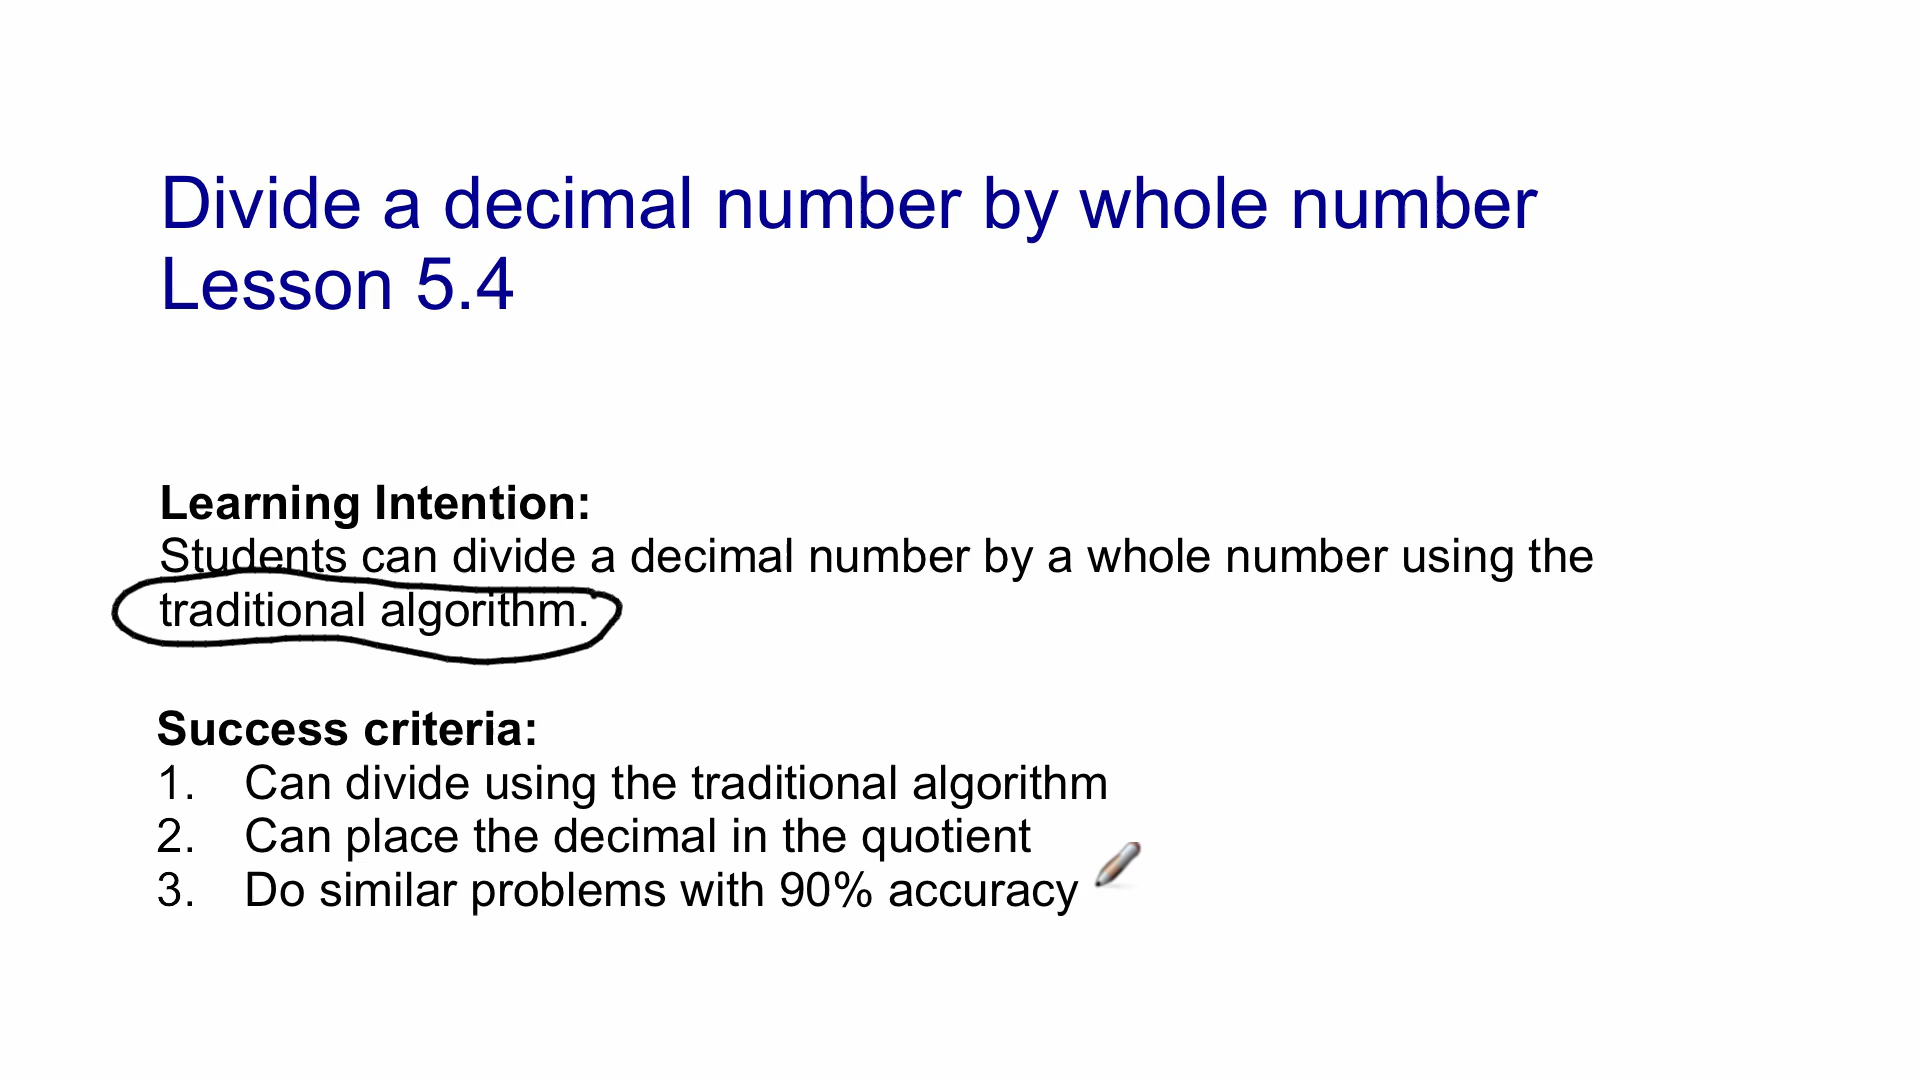 Divide a decimal number by whole number
Lesson 5.4
Learning Intention:
Students can divide a decimal number by a whole number using the
traditional algorithm.
Success criteria:
1. Can divide using the traditional algorithm
2. Can place the decimal in the quotient
3. Do similar problems with 90% accuracy